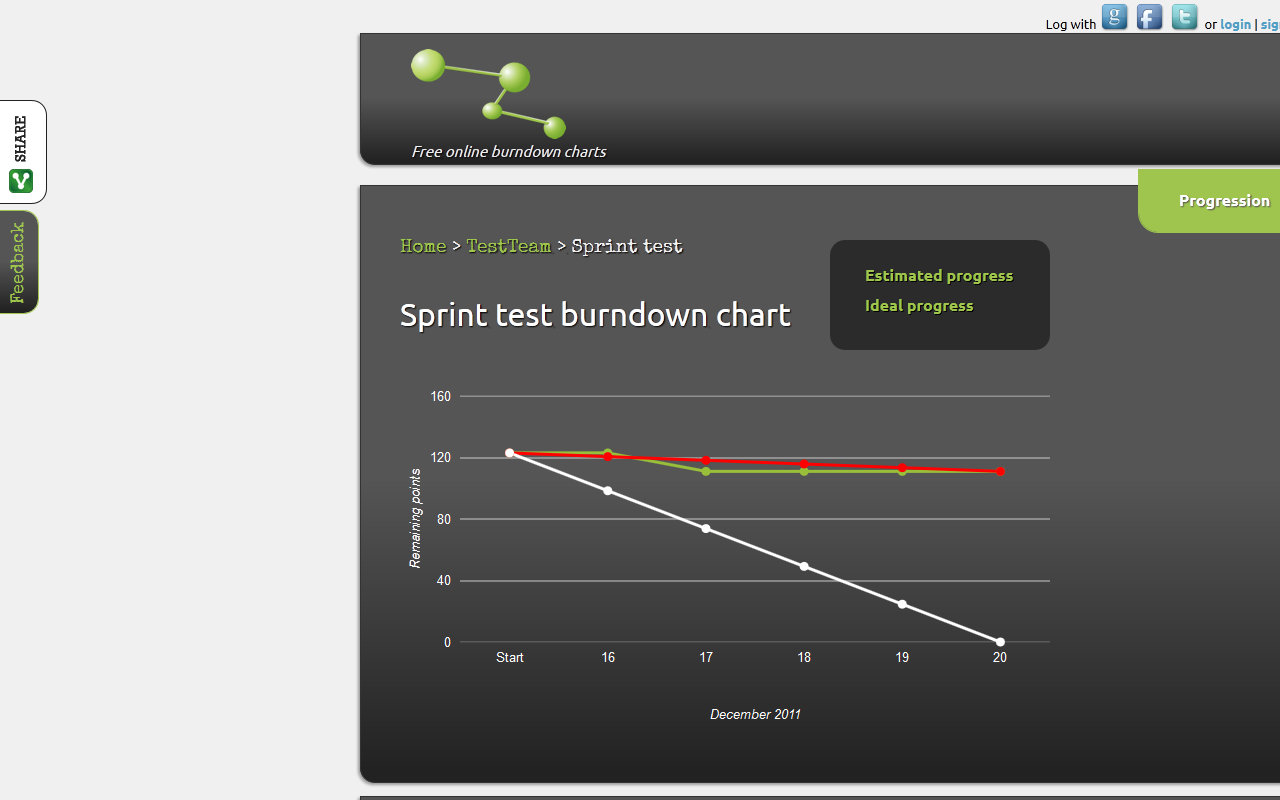 Log with or login | sig
SHARE
Feedback
Free online burndown charts
Progression
Home > TestTeam > Sprint test
Estimated progress
Ideal progress
Sprint test burndown chart
160
120
80
40
0
Remaining points
Start 16 17 18 19 20
December 2011